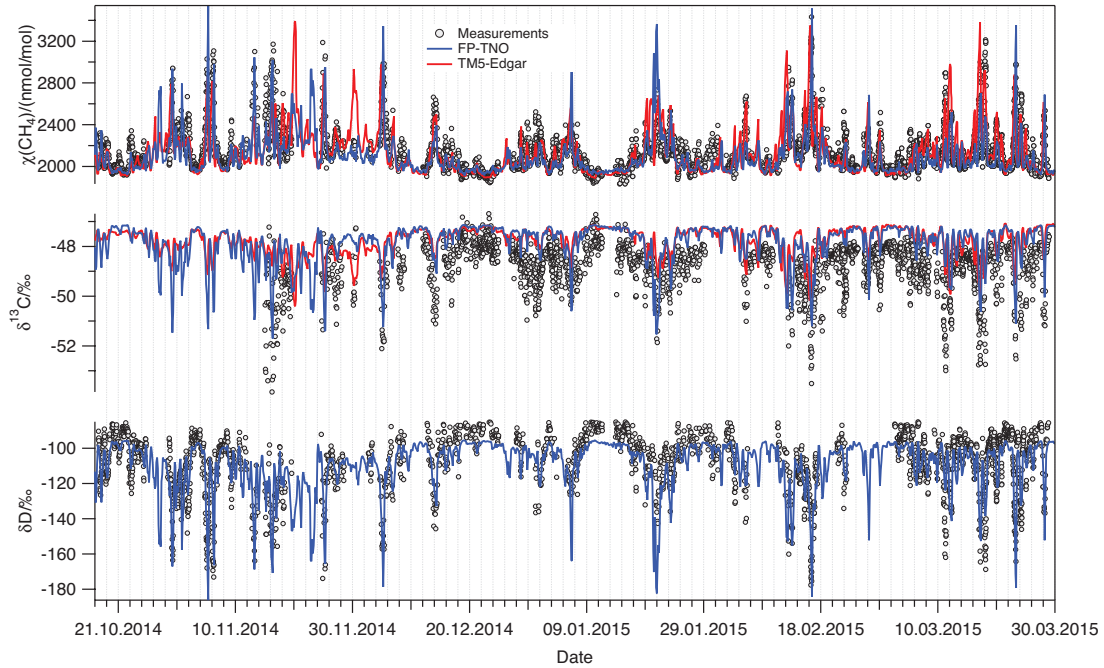 Measurements
FP-TNO
TM5-Edgar
χ(CH₄)/(nmol/mol)
3200
2800
2400
2000
δ¹³C/‰
-48
-50
-52
δD/‰
-100
-120
-140
-160
-180
21.10.2014 10.11.2014 30.11.2014 20.12.2014 09.01.2015 29.01.2015 18.02.2015 10.03.2015 30.03.2015
Date